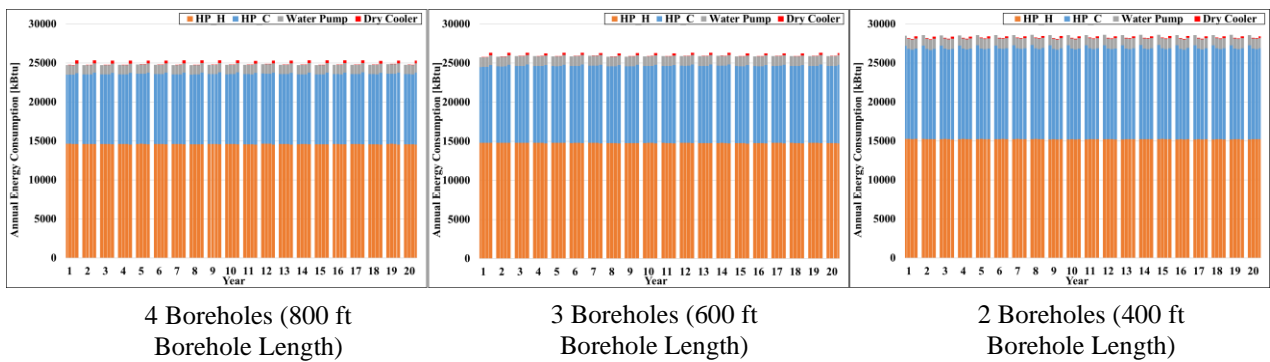 HP_H HP_C Water Pump Dry Cooler
Annual Energy Consumption [kBtu]
30000
25000
20000
15000
10000
5000
0
1 2 3 4 5 6 7 8 9 10 11 12 13 14 15 16 17 18 19 20
Year
4 Boreholes (800 ft
Borehole Length)
HP_H HP_C Water Pump Dry Cooler
Annual Energy Consumption [kBtu]
30000
25000
20000
15000
10000
5000
0
1 2 3 4 5 6 7 8 9 10 11 12 13 14 15 16 17 18 19 20
Year
3 Boreholes (600 ft
Borehole Length)
HP_H HP_C Water Pump Dry Cooler
Annual Energy Consumption [kBtu]
30000
25000
20000
15000
10000
5000
0
1 2 3 4 5 6 7 8 9 10 11 12 13 14 15 16 17 18 19 20
Year
2 Boreholes (400 ft
Borehole Length)